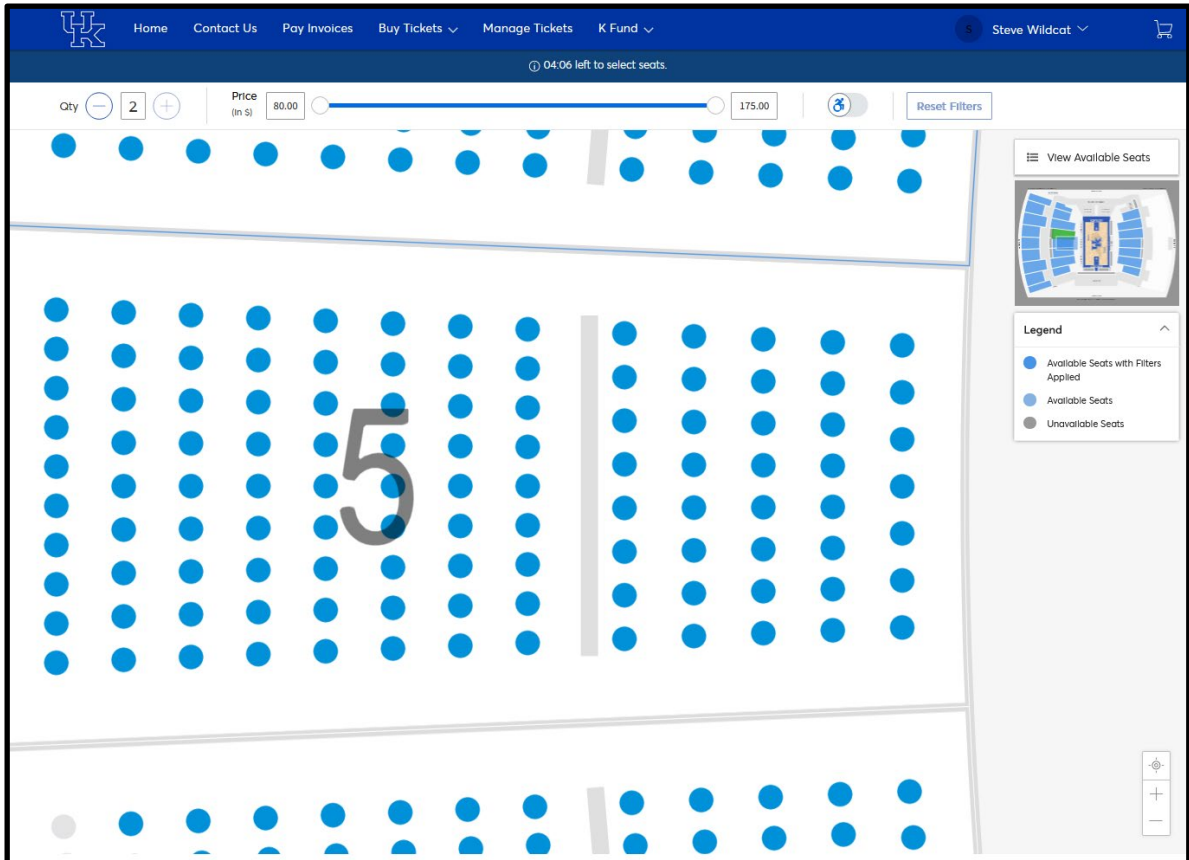 UK
Home Contact Us Pay Invoices Buy Tickets Manage Tickets K Fund S Steve Wildcat
04:06 left to select seats.
Qty 2 Price (in $) 80.00 175.00 Reset Filters
View Available Seats
Legend
Available Seats with Filters
Applied
Available Seats
Unavailable Seats
5